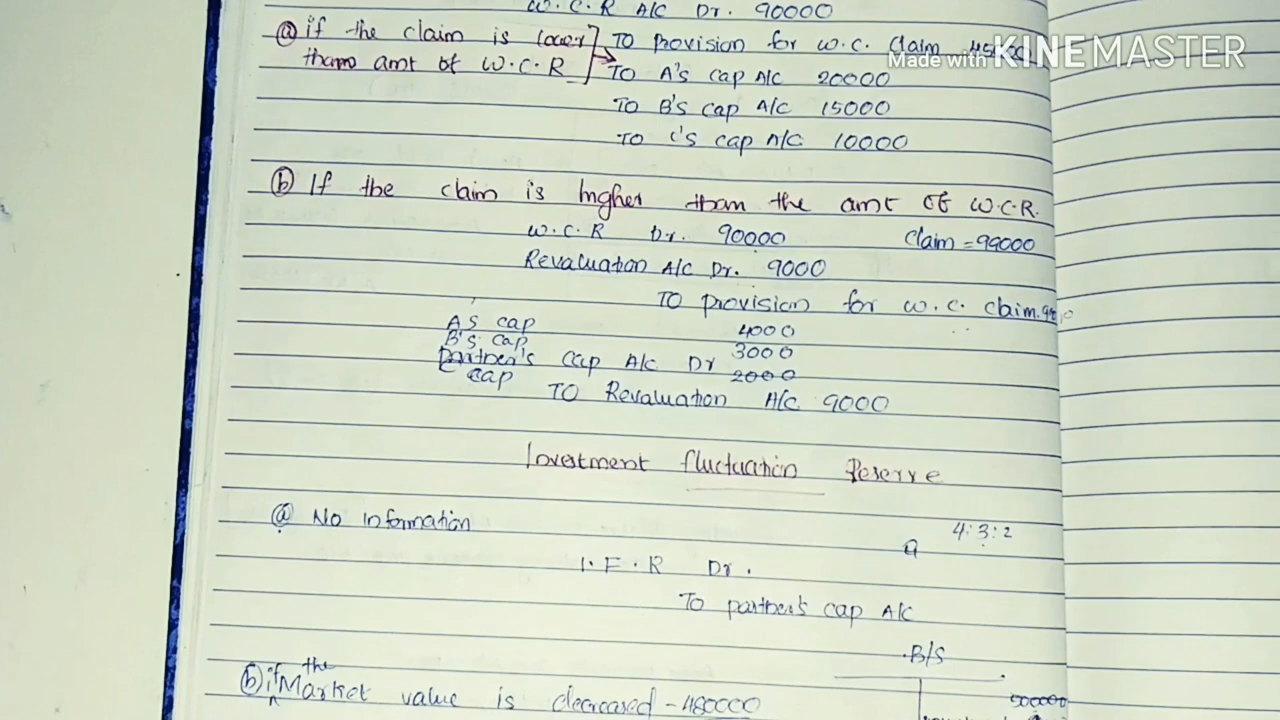 W.C.R A/C Dr. 90000
(a) if the claim is lower
TO provision for w.c. claim 45000
Made with KINEMASTER
than amt of W.C.R
TO A's cap A/C 20000
TO B's cap A/C 15000
TO C's cap A/C 10000
(b) If the claim is higher than the amt of W.C.R.
W.C.R Dr. 90000 Claim = 99000
Revaluation A/C Dr. 9000
TO provision for w.c. claim.
A's cap 4000
B's cap 3000
partner's cap A/C Dr
C cap 2000
TO Revaluation A/C 9000
Investment fluctuation Reserve
(a) No information
4:3:2
9
I.F.R Dr.
To partner's cap A/C
B/S
(b) if the Market value is decreased - 480000
500000